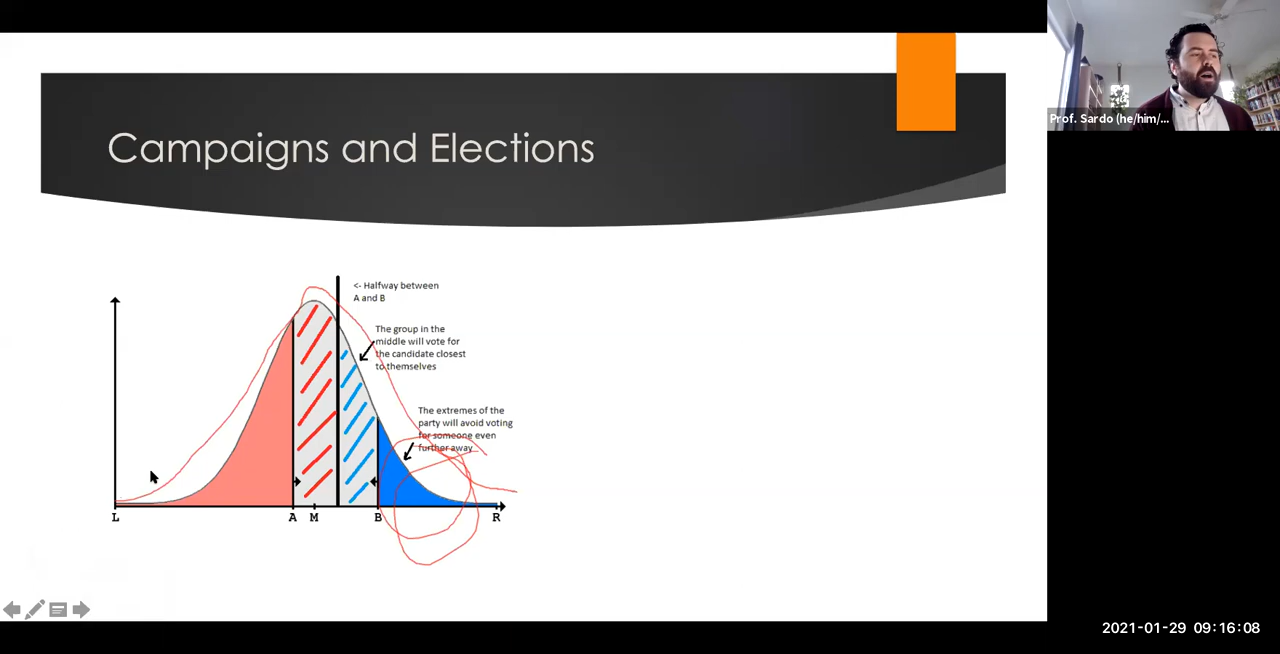 Campaigns and Elections
Prof. Sardo (he/him/...
<- Halfway between
A and B
The group in the
middle will vote for
the candidate closest
to themselves
The extremes of the
party will avoid voting
for someone even
further away
L
A
M
B
R
2021-01-29 09:16:08